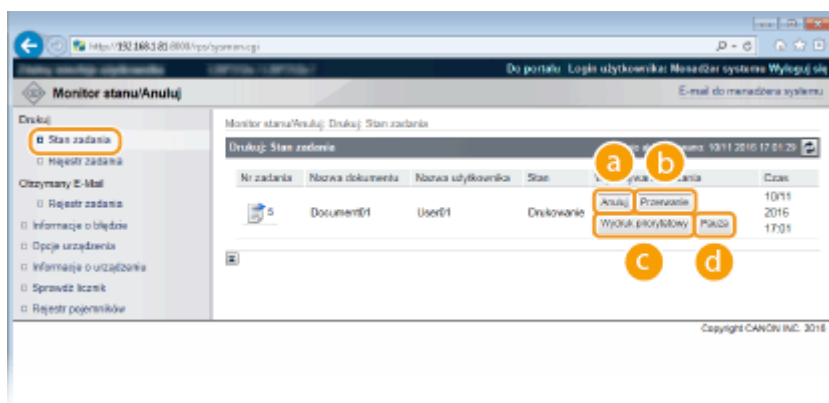 http://192.168.1.81:8000/rps/
Do portalu Login użytkownika: Menedżer systemu Wyloguj się
Monitor stanu/Anuluj
E-mail do menedżera systemu
Drukuj
Stan zadania
Rejestr zadania
Otrzymany E-Mail
Rejestr zadania
Informacje o błędzie
Opcje urządzenia
Informacje o urządzeniu
Sprawdź licznik
Rejestr pojemników
Monitor stanu/Anuluj: Drukuj: Stan zadania
Drukuj: Stan zadania
10/11 2016 17:01:29
a b
Nr zadania Nazwa dokumentu Nazwa użytkownika Stan Czas
5 Document01 User01 Drukowanie Anuluj Przerwanie 10/11 2016 17:01
Wydruk priorytetowy Pauza
c d
Copyright CANON INC. 2016